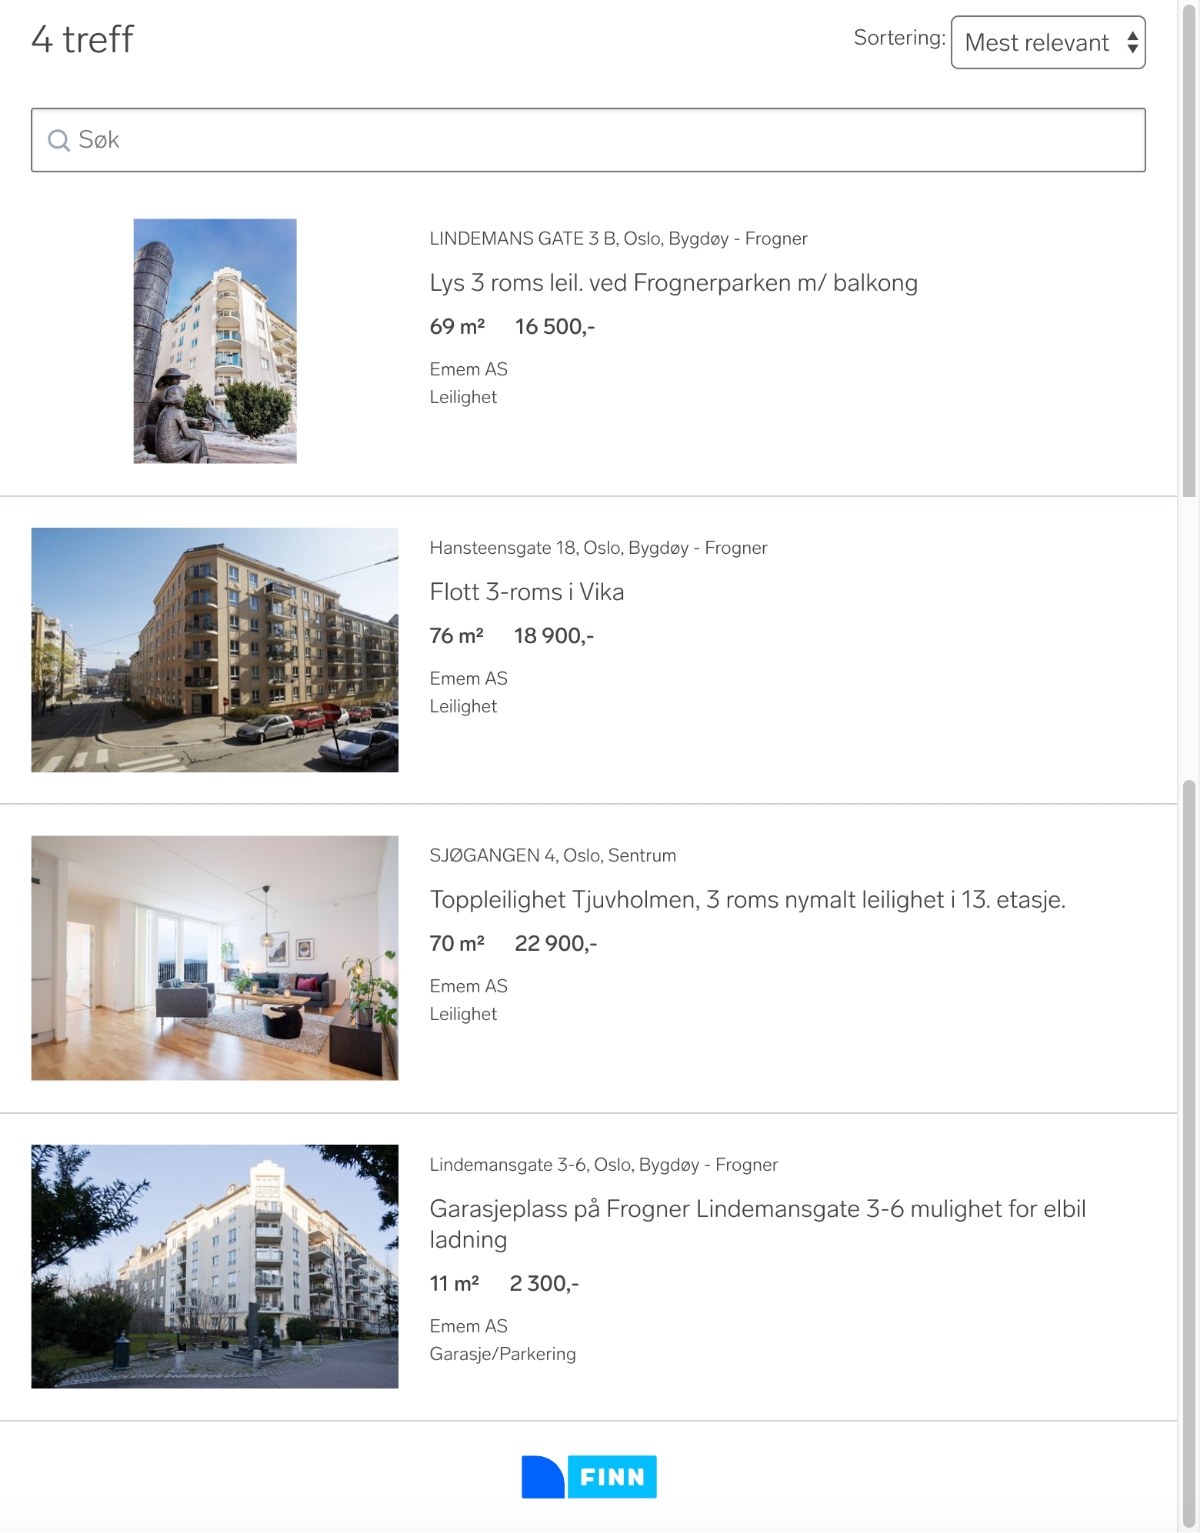 4 treff
Sortering: Mest relevant
Søk
LINDEMANS GATE 3 B, Oslo, Bygdøy - Frogner
Lys 3 roms leil. ved Frognerparken m/ balkong
69 m² 16 500,-
Emem AS
Leilighet
Hansteensgate 18, Oslo, Bygdøy - Frogner
Flott 3-roms i Vika
76 m² 18 900,-
Emem AS
Leilighet
SJØGANGEN 4, Oslo, Sentrum
Toppleilighet Tjuvholmen, 3 roms nymalt leilighet i 13. etasje.
70 m² 22 900,-
Emem AS
Leilighet
Lindemansgate 3-6, Oslo, Bygdøy - Frogner
Garasjeplass på Frogner Lindemansgate 3-6 mulighet for elbil
ladning
11 m² 2 300,-
Emem AS
Garasje/Parkering
FINN